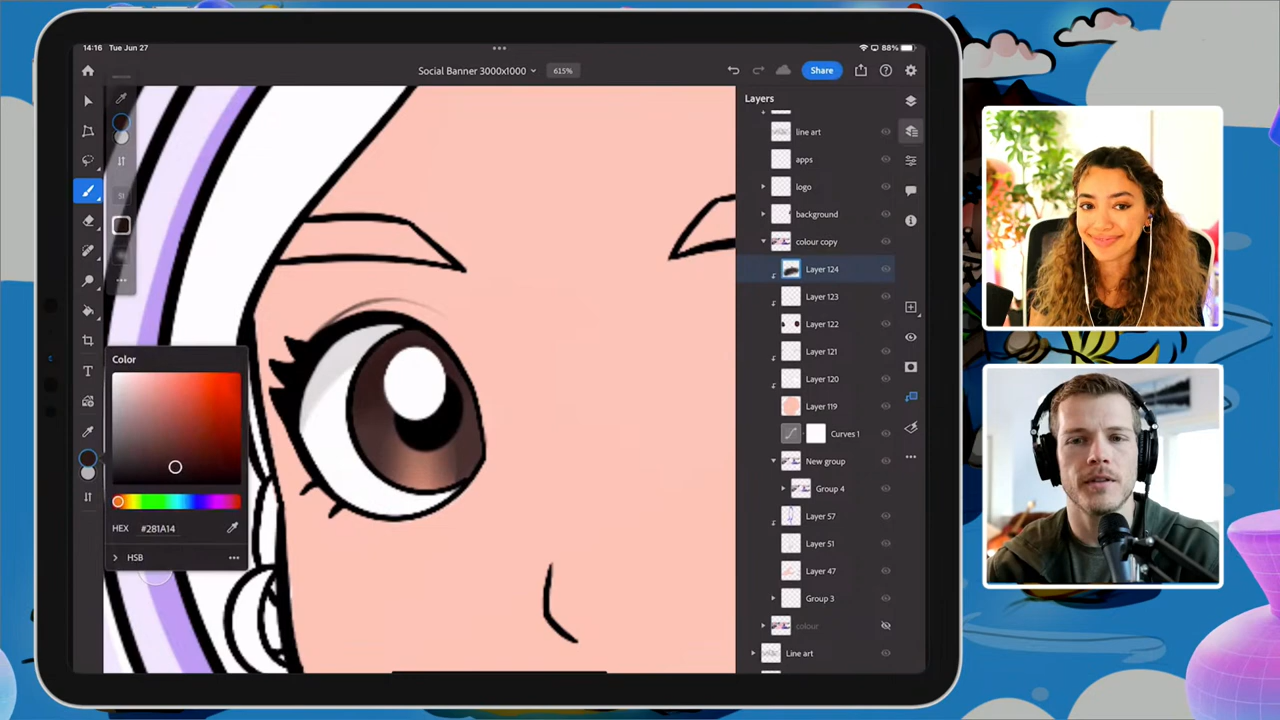 14:16 Tue Jun 27
88%
Social Banner 3000x1000
615%
Share
Layers
line art
apps
logo
background
colour copy
Layer 124
Layer 123
Layer 122
Layer 121
Layer 120
Layer 119
Curves 1
New group
Group 4
Layer 57
Layer 51
Layer 47
Group 3
colour
Line art
51
T
Color
HEX #281A14
HSB